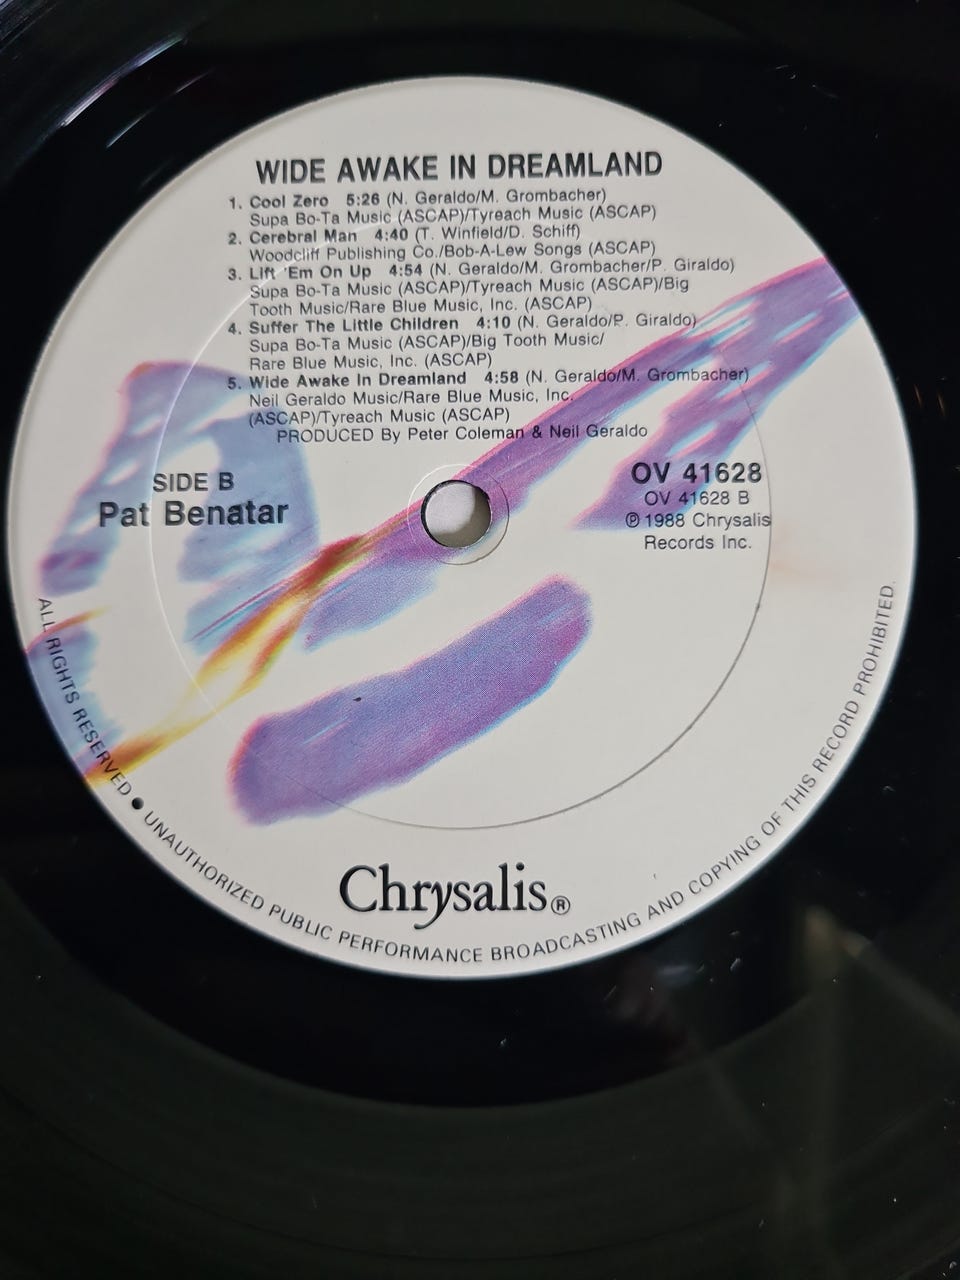 WIDE AWAKE IN DREAMLAND
1. Cool Zero 5:26 (N. Geraldo/M. Grombacher)
Supa Bo-Ta Music (ASCAP)/Tyreach Music (ASCAP)
2. Cerebral Man 4:40 (T. Winfield/D. Schiff)
Woodcliff Publishing Co./Bob-A-Lew Songs (ASCAP)
3. Lift 'Em On Up 4:54 (N. Geraldo/M. Grombacher/P. Giraldo)
Supa Bo-Ta Music (ASCAP)/Tyreach Music (ASCAP)/Big
Tooth Music/Rare Blue Music, Inc. (ASCAP)
4. Suffer The Little Children 4:10 (N. Geraldo/P. Giraldo)
Supa Bo-Ta Music (ASCAP)/Big Tooth Music/
Rare Blue Music, Inc. (ASCAP)
5. Wide Awake In Dreamland 4:58 (N. Geraldo/M. Grombacher)
Neil Geraldo Music/Rare Blue Music, Inc.
(ASCAP)/Tyreach Music (ASCAP)
PRODUCED By Peter Coleman & Neil Geraldo
SIDE B
Pat Benatar
OV 41628
OV 41628 B
℗ 1988 Chrysalis
Records Inc.
Chrysalis®
ALL RIGHTS RESERVED ● UNAUTHORIZED PUBLIC PERFORMANCE BROADCASTING AND COPYING OF THIS RECORD PROHIBITED.